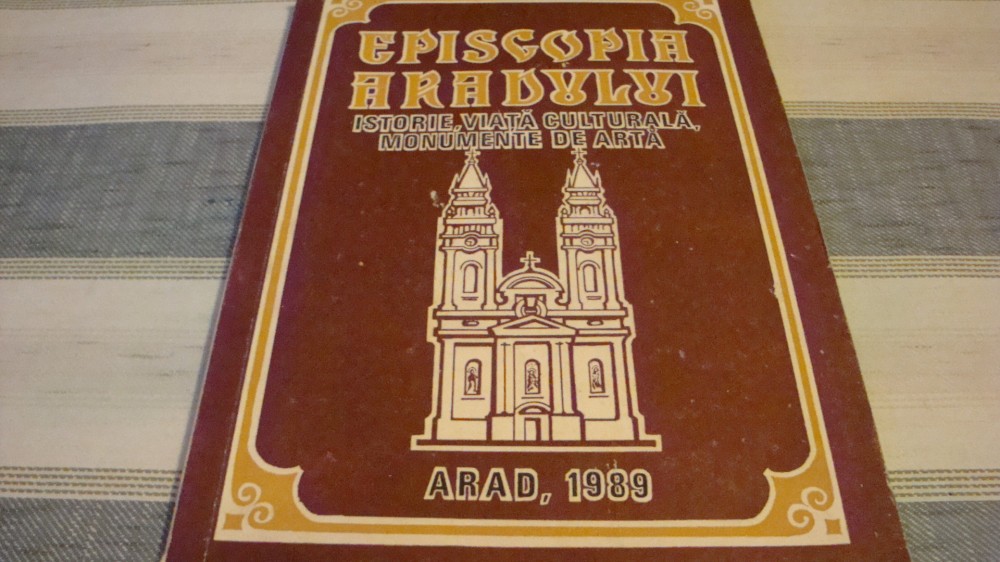 EPISCOPIA
ARADULUI
ISTORIE, VIAȚĂ CULTURALĂ,
MONUMENTE DE ARTĂ
ARAD, 1989